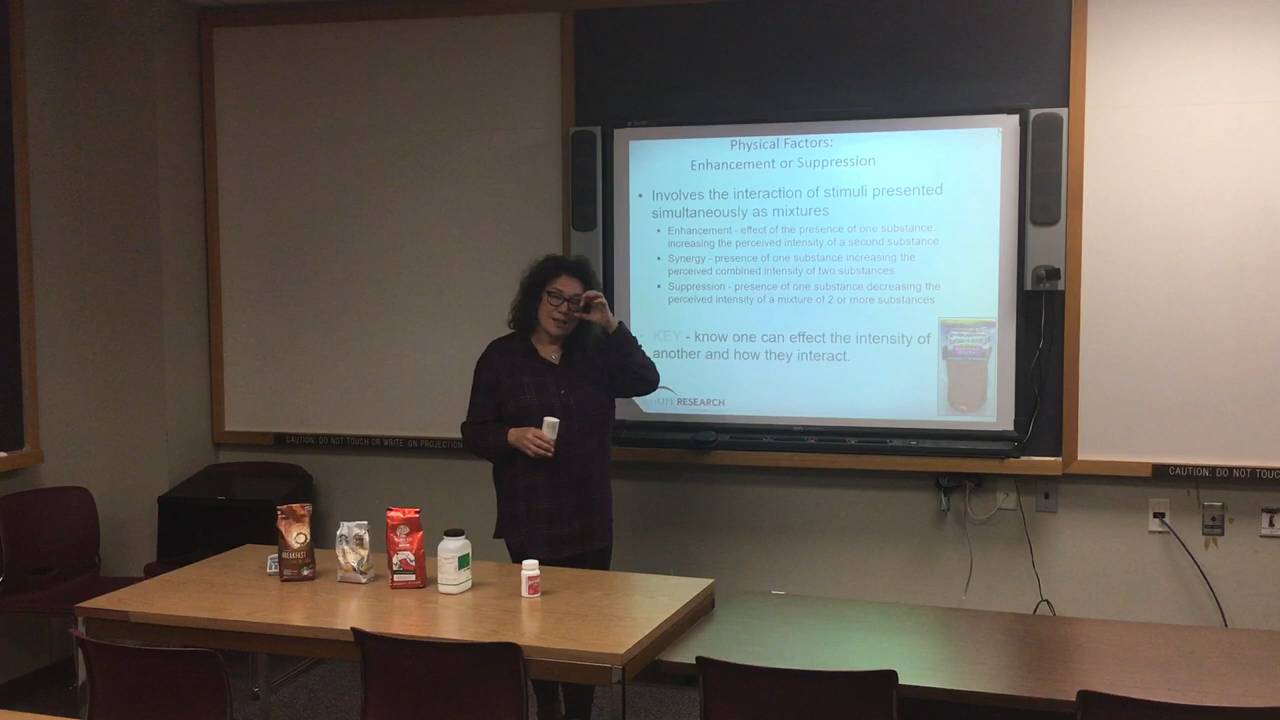 Physical Factors:
Enhancement or Suppression
• Involves the interaction of stimuli presented
simultaneously as mixtures
• Enhancement - effect of the presence of one substance
increasing the perceived intensity of a second substance
• Synergy - presence of one substance increasing the
perceived combined intensity of two substances
• Suppression - presence of one substance decreasing the
perceived intensity of a mixture of 2 or more substances
KEY - know one can effect the intensity of
another and how they interact.
RESEARCH
CAUTION: DO NOT TOUCH OR WRITE ON PROJECTION
CAUTION: DO NOT TOUC
BREAKFAST